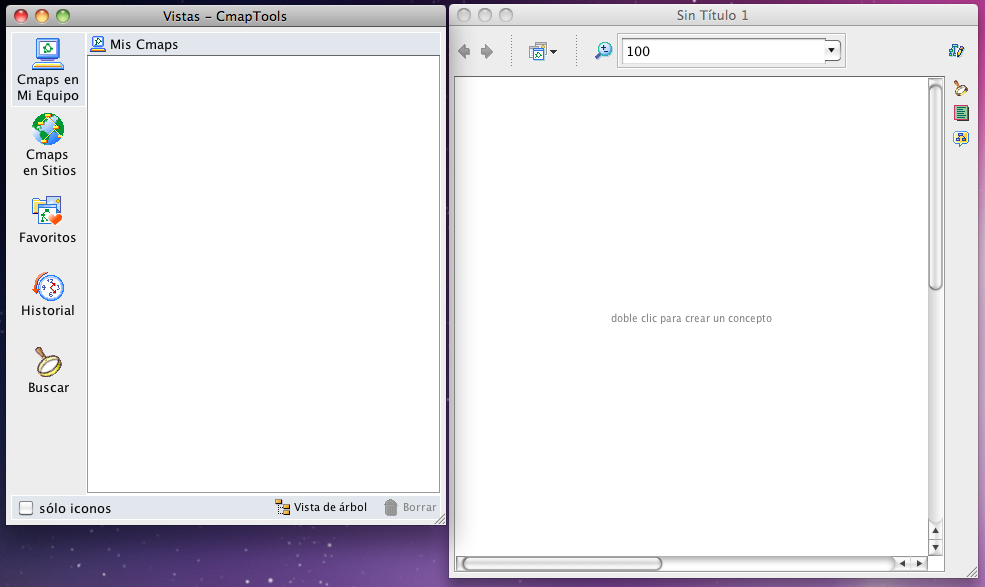 Vistas – CmapTools
Cmaps en
Mi Equipo
Cmaps
en Sitios
Favoritos
Historial
Buscar
Mis Cmaps
sólo iconos
Vista de árbol
Borrar
Sin Título 1
100
doble clic para crear un concepto